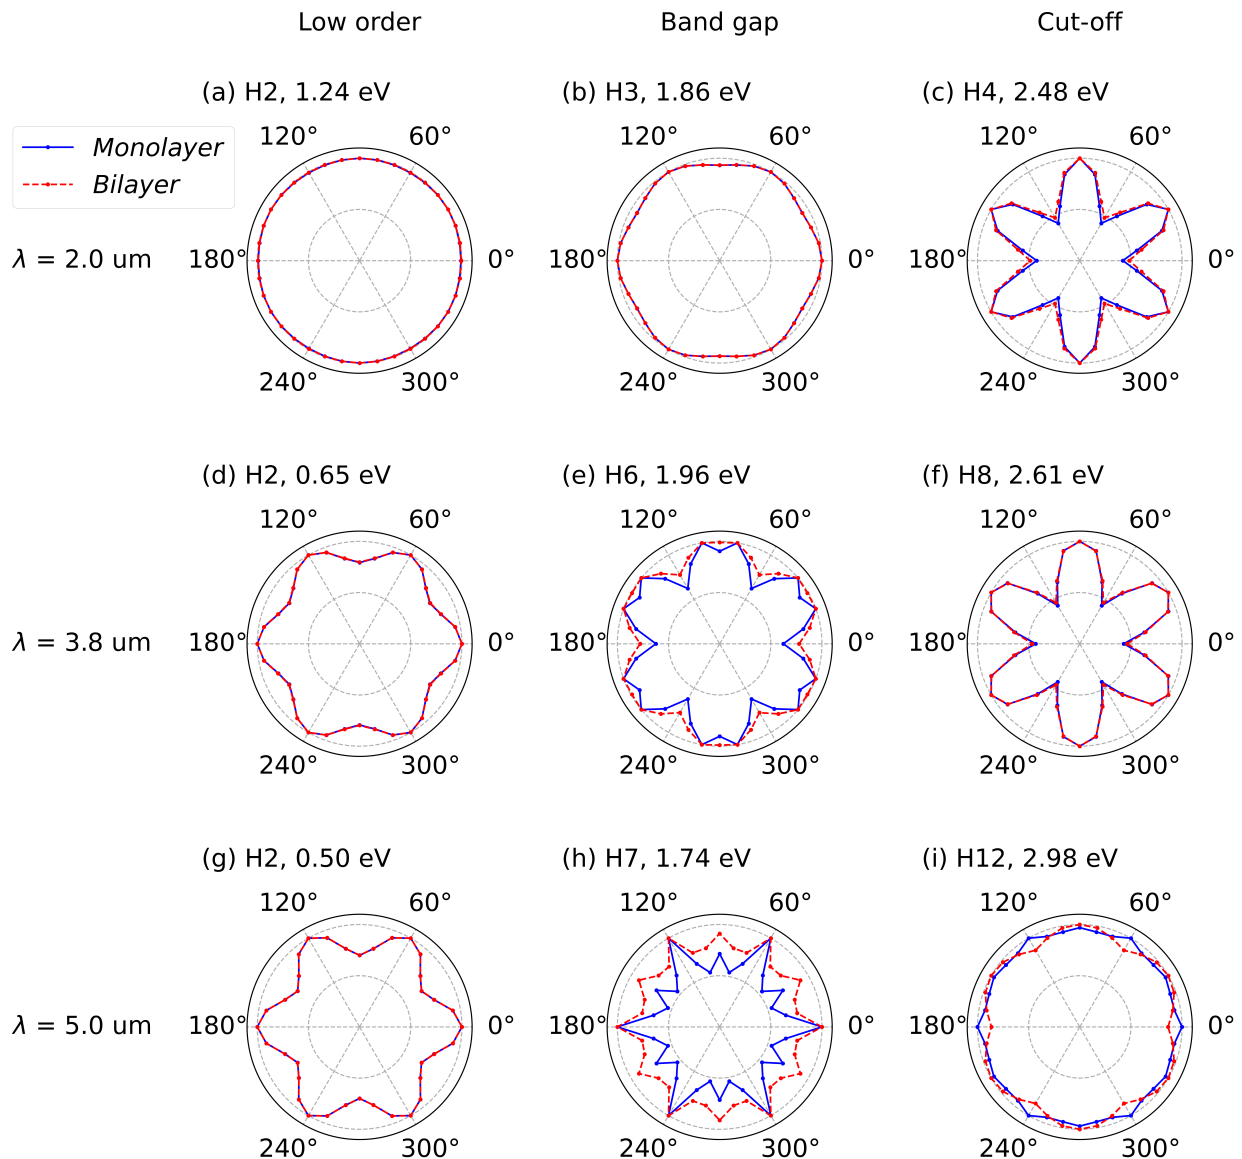 Low order Band gap Cut-off
(a) H2, 1.24 eV (b) H3, 1.86 eV (c) H4, 2.48 eV
120° 60° 120° 60° 120° 60°
Monolayer
Bilayer
λ = 2.0 um 180° 0° 180° 0° 180° 0°
240° 300° 240° 300° 240° 300°
(d) H2, 0.65 eV (e) H6, 1.96 eV (f) H8, 2.61 eV
120° 60° 120° 60° 120° 60°
λ = 3.8 um 180° 0° 180° 0° 180° 0°
240° 300° 240° 300° 240° 300°
(g) H2, 0.50 eV (h) H7, 1.74 eV (i) H12, 2.98 eV
120° 60° 120° 60° 120° 60°
λ = 5.0 um 180° 0° 180° 0° 180° 0°
240° 300° 240° 300° 240° 300°